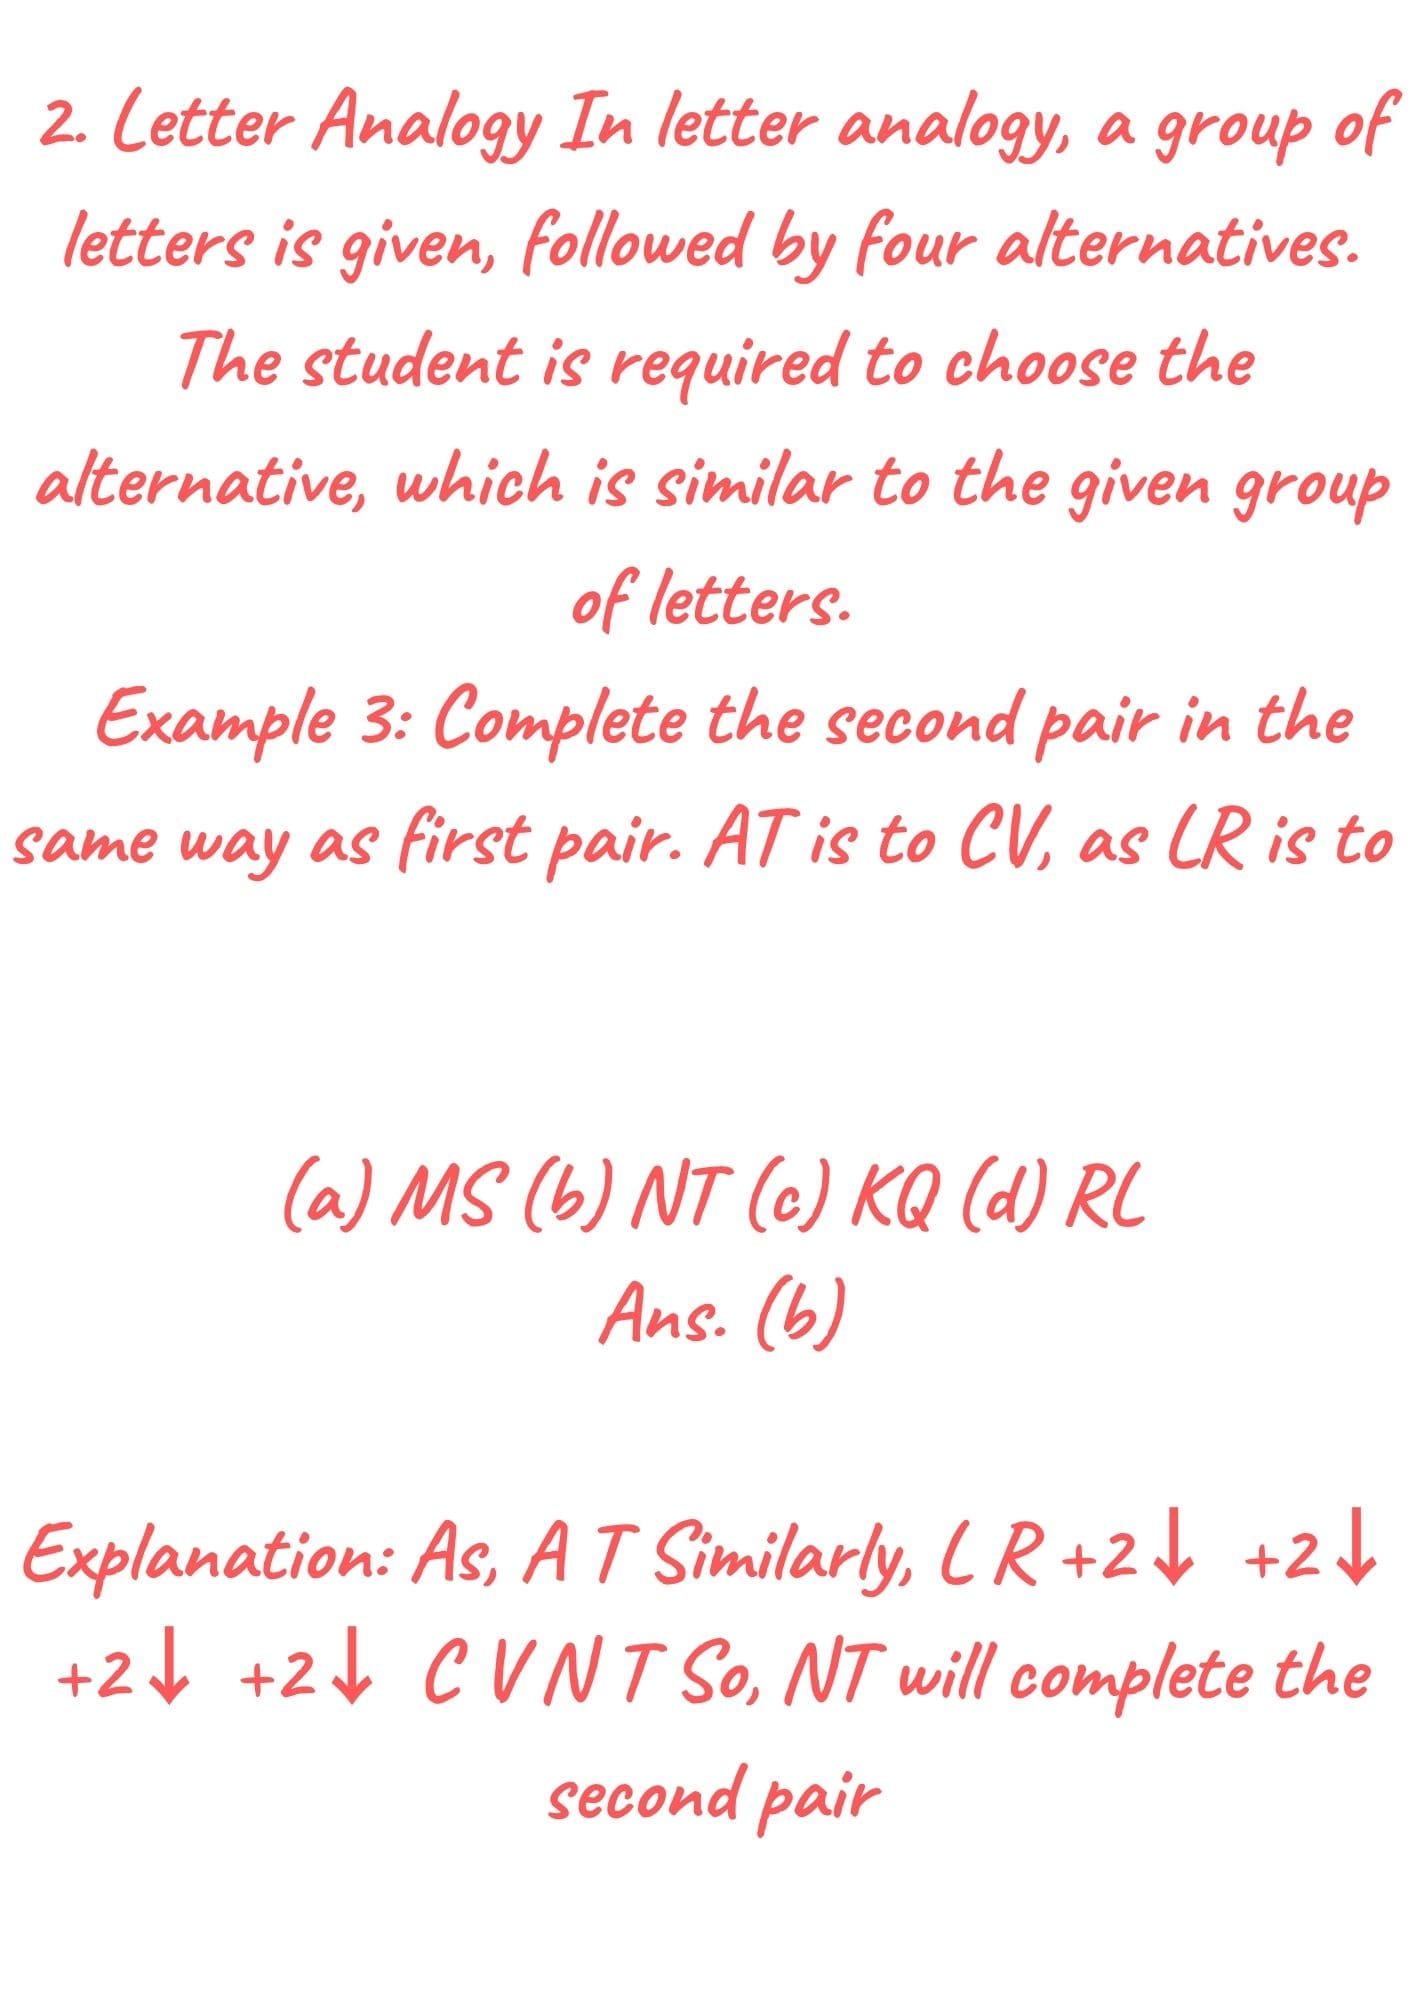 2. Letter Analogy In letter analogy, a group of
letters is given, followed by four alternatives.
The student is required to choose the
alternative, which is similar to the given group
of letters.
Example 3: Complete the second pair in the
same way as first pair. AT is to CV, as LR is to
(a) MS (b) NT (c) KQ (d) RL
Ans. (b)
Explanation: As, A T Similarly, L R +2↓ +2↓
+2↓ +2↓ C V N T So, NT will complete the
second pair